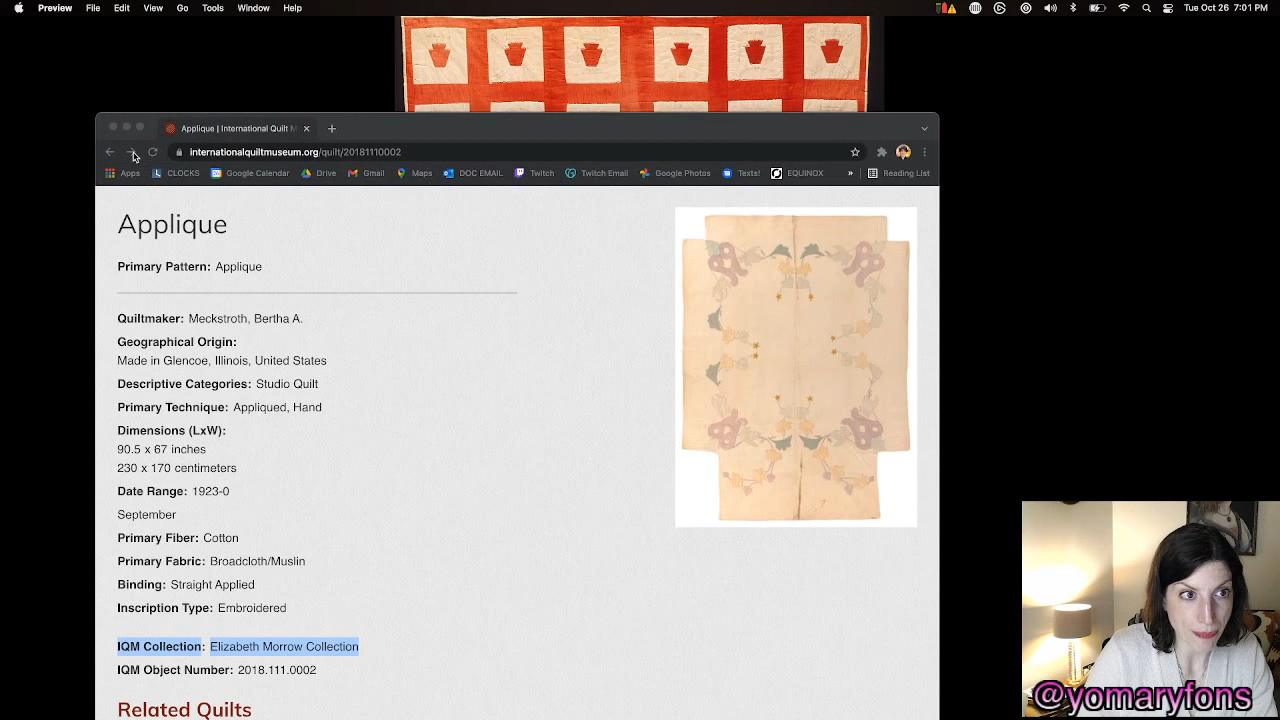 Preview File Edit View Go Tools Window Help Tue Oct 26 7:01 PM
Applique | International Quilt M
internationalquiltmuseum.org/quilt/20181110002
Apps CLOCKS Google Calendar Drive Gmail Maps DOC EMAIL Twitch Twitch Email Google Photos Texts! EQUINOX » Reading List
Applique
Primary Pattern: Applique
Quiltmaker: Meckstroth, Bertha A.
Geographical Origin:
Made in Glencoe, Illinois, United States
Descriptive Categories: Studio Quilt
Primary Technique: Appliqued, Hand
Dimensions (LxW):
90.5 x 67 inches
230 x 170 centimeters
Date Range: 1923-0
September
Primary Fiber: Cotton
Primary Fabric: Broadcloth/Muslin
Binding: Straight Applied
Inscription Type: Embroidered
IQM Collection: Elizabeth Morrow Collection
IQM Object Number: 2018.111.0002
Related Quilts
@yomaryfons